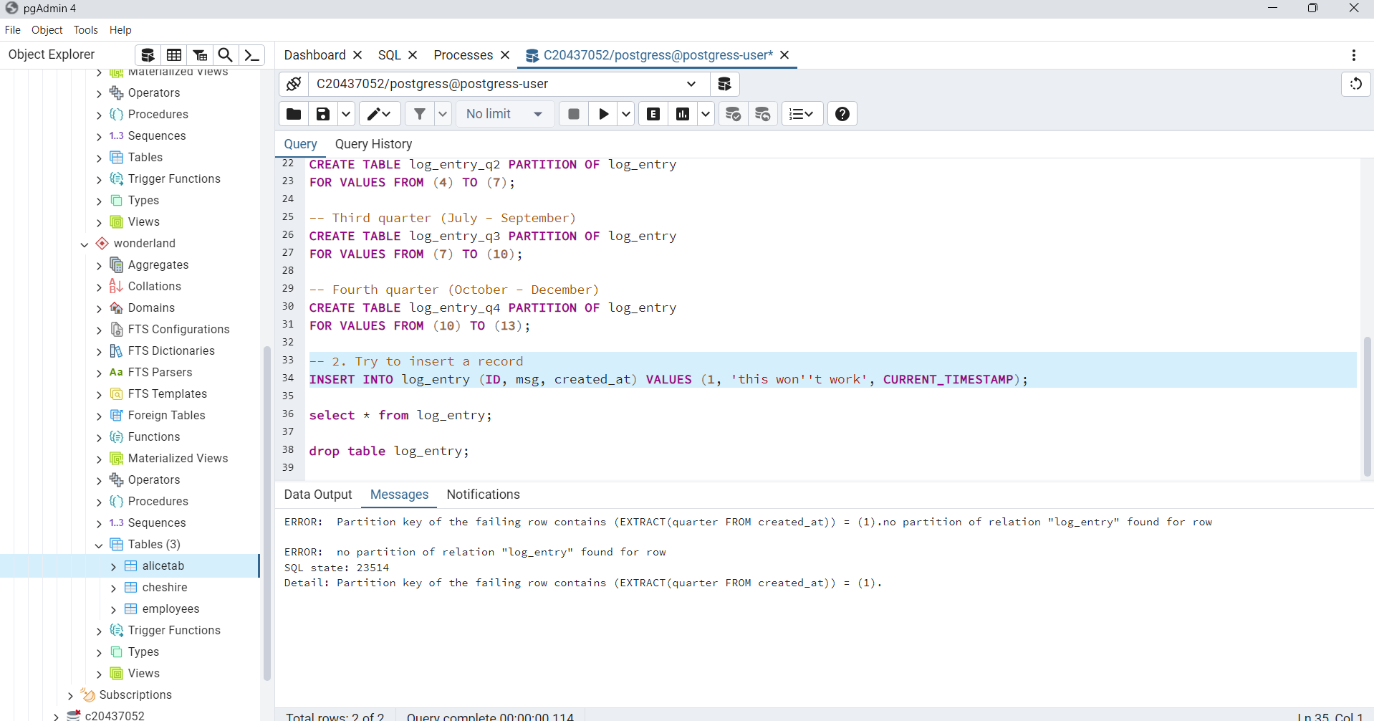 pgAdmin 4
File Object Tools Help
Object Explorer
Dashboard
SQL
Processes
C20437052/postgress@postgress-user*
C20437052/postgress@postgress-user
No limit
E
Query Query History
Materialized Views
Operators
Procedures
1..3 Sequences
Tables
Trigger Functions
Types
Views
wonderland
Aggregates
Collations
Domains
FTS Configurations
FTS Dictionaries
Aa FTS Parsers
FTS Templates
Foreign Tables
Functions
Materialized Views
Operators
Procedures
1..3 Sequences
Tables (3)
alicetab
cheshire
employees
Trigger Functions
Types
Views
Subscriptions
c20437052
22 CREATE TABLE log_entry_q2 PARTITION OF log_entry
23 FOR VALUES FROM (4) TO (7);
24
25 -- Third quarter (July - September)
26 CREATE TABLE log_entry_q3 PARTITION OF log_entry
27 FOR VALUES FROM (7) TO (10);
28
29 -- Fourth quarter (October - December)
30 CREATE TABLE log_entry_q4 PARTITION OF log_entry
31 FOR VALUES FROM (10) TO (13);
32
33 -- 2. Try to insert a record
34 INSERT INTO log_entry (ID, msg, created_at) VALUES (1, 'this won''t work', CURRENT_TIMESTAMP);
35
36 select * from log_entry;
37
38 drop table log_entry;
39
Data Output Messages Notifications
ERROR: Partition key of the failing row contains (EXTRACT(quarter FROM created_at)) = (1).no partition of relation "log_entry" found for row
ERROR: no partition of relation "log_entry" found for row
SQL state: 23514
Detail: Partition key of the failing row contains (EXTRACT(quarter FROM created_at)) = (1).
Total rows: 2 of 2 Query complete 00:00:00.114 Ln 35, Col 1